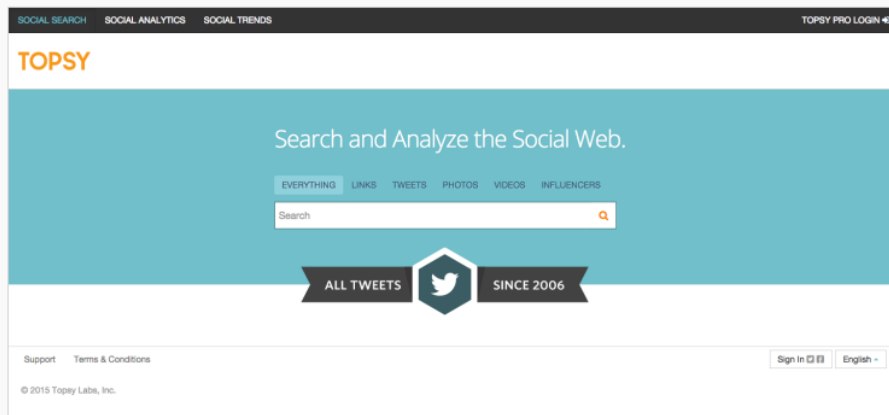 SOCIAL SEARCH SOCIAL ANALYTICS SOCIAL TRENDS TOPSY PRO LOGIN
TOPSY
Search and Analyze the Social Web.
EVERYTHING LINKS TWEETS PHOTOS VIDEOS INFLUENCERS
Search
ALL TWEETS SINCE 2006
Support Terms & Conditions Sign In English
© 2015 Topsy Labs, Inc.